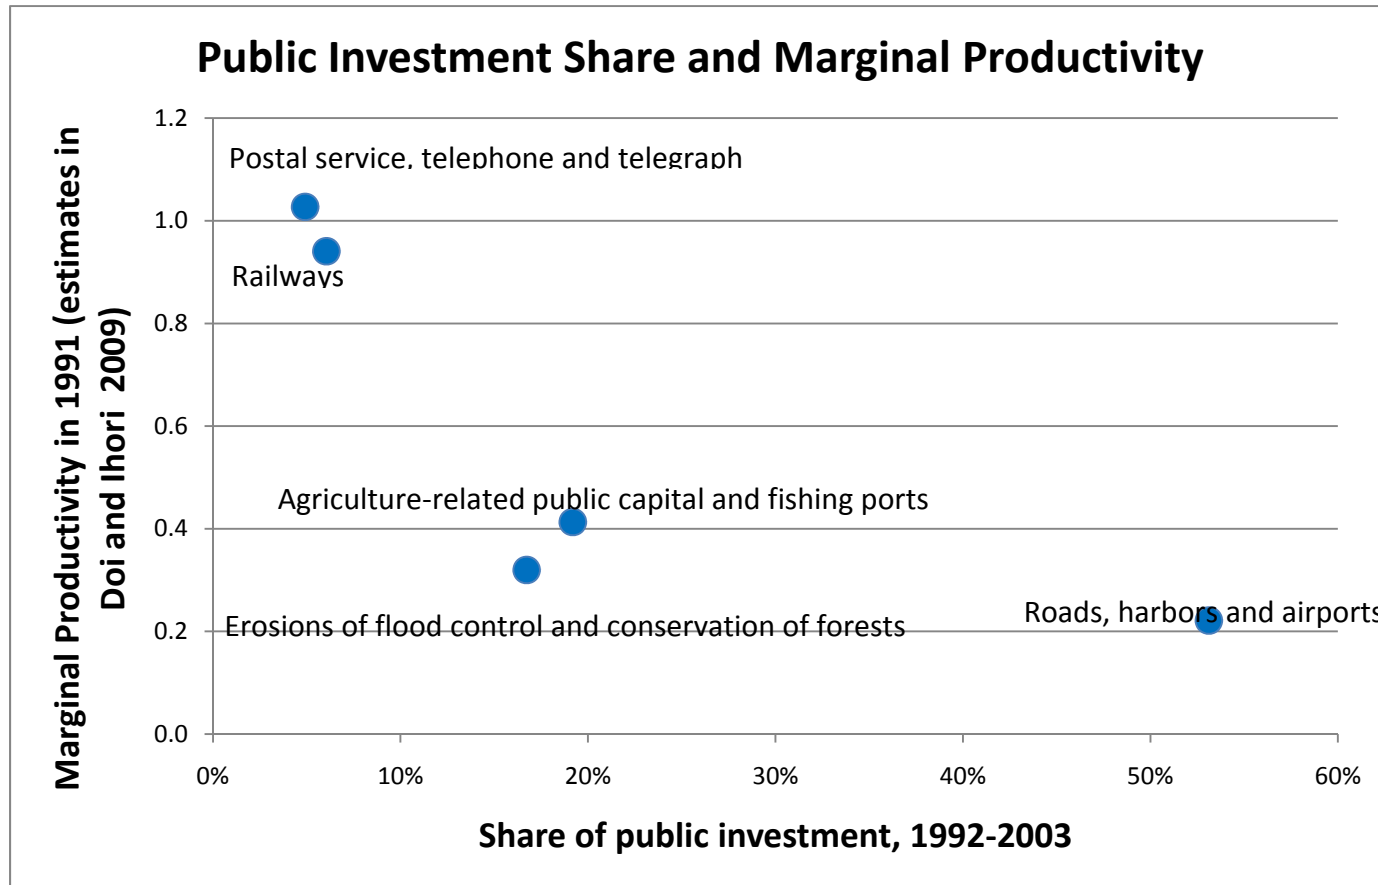 Public Investment Share and Marginal Productivity
Marginal Productivity in 1991 (estimates in
Doi and Ihori 2009)
1.2
1.0
0.8
0.6
0.4
0.2
0.0
Postal service, telephone and telegraph
Railways
Agriculture-related public capital and fishing ports
Erosions of flood control and conservation of forests
Roads, harbors and airports
0% 10% 20% 30% 40% 50% 60%
Share of public investment, 1992-2003